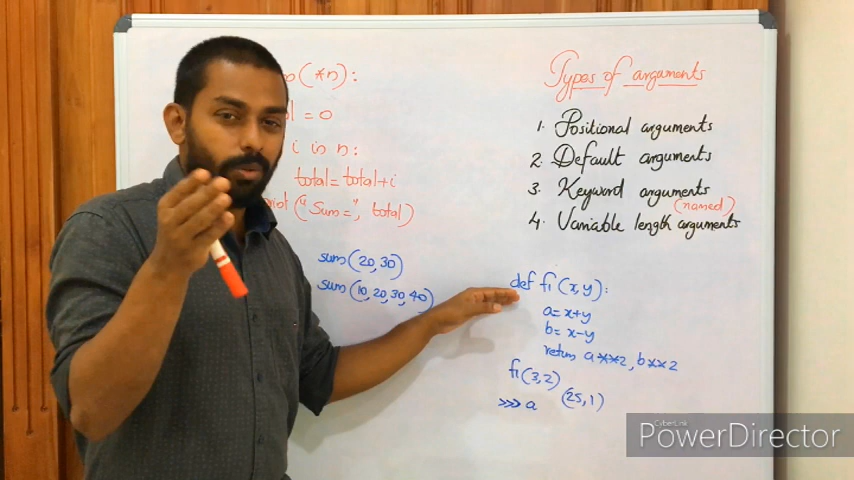 (*n):
= 0
i in n:
total=total+i
("Sum=", total)
sum(20,30)
sum(10,20,30,40)
Types of arguments
1. Positional arguments
2. Default arguments
3. Keyword arguments
(named)
4. Variable length arguments
def f1(x,y):
a=x+y
b=x-y
return a**2, b**2
f1(3,2)
(25,1)
>>> a
CyberLink
PowerDirector